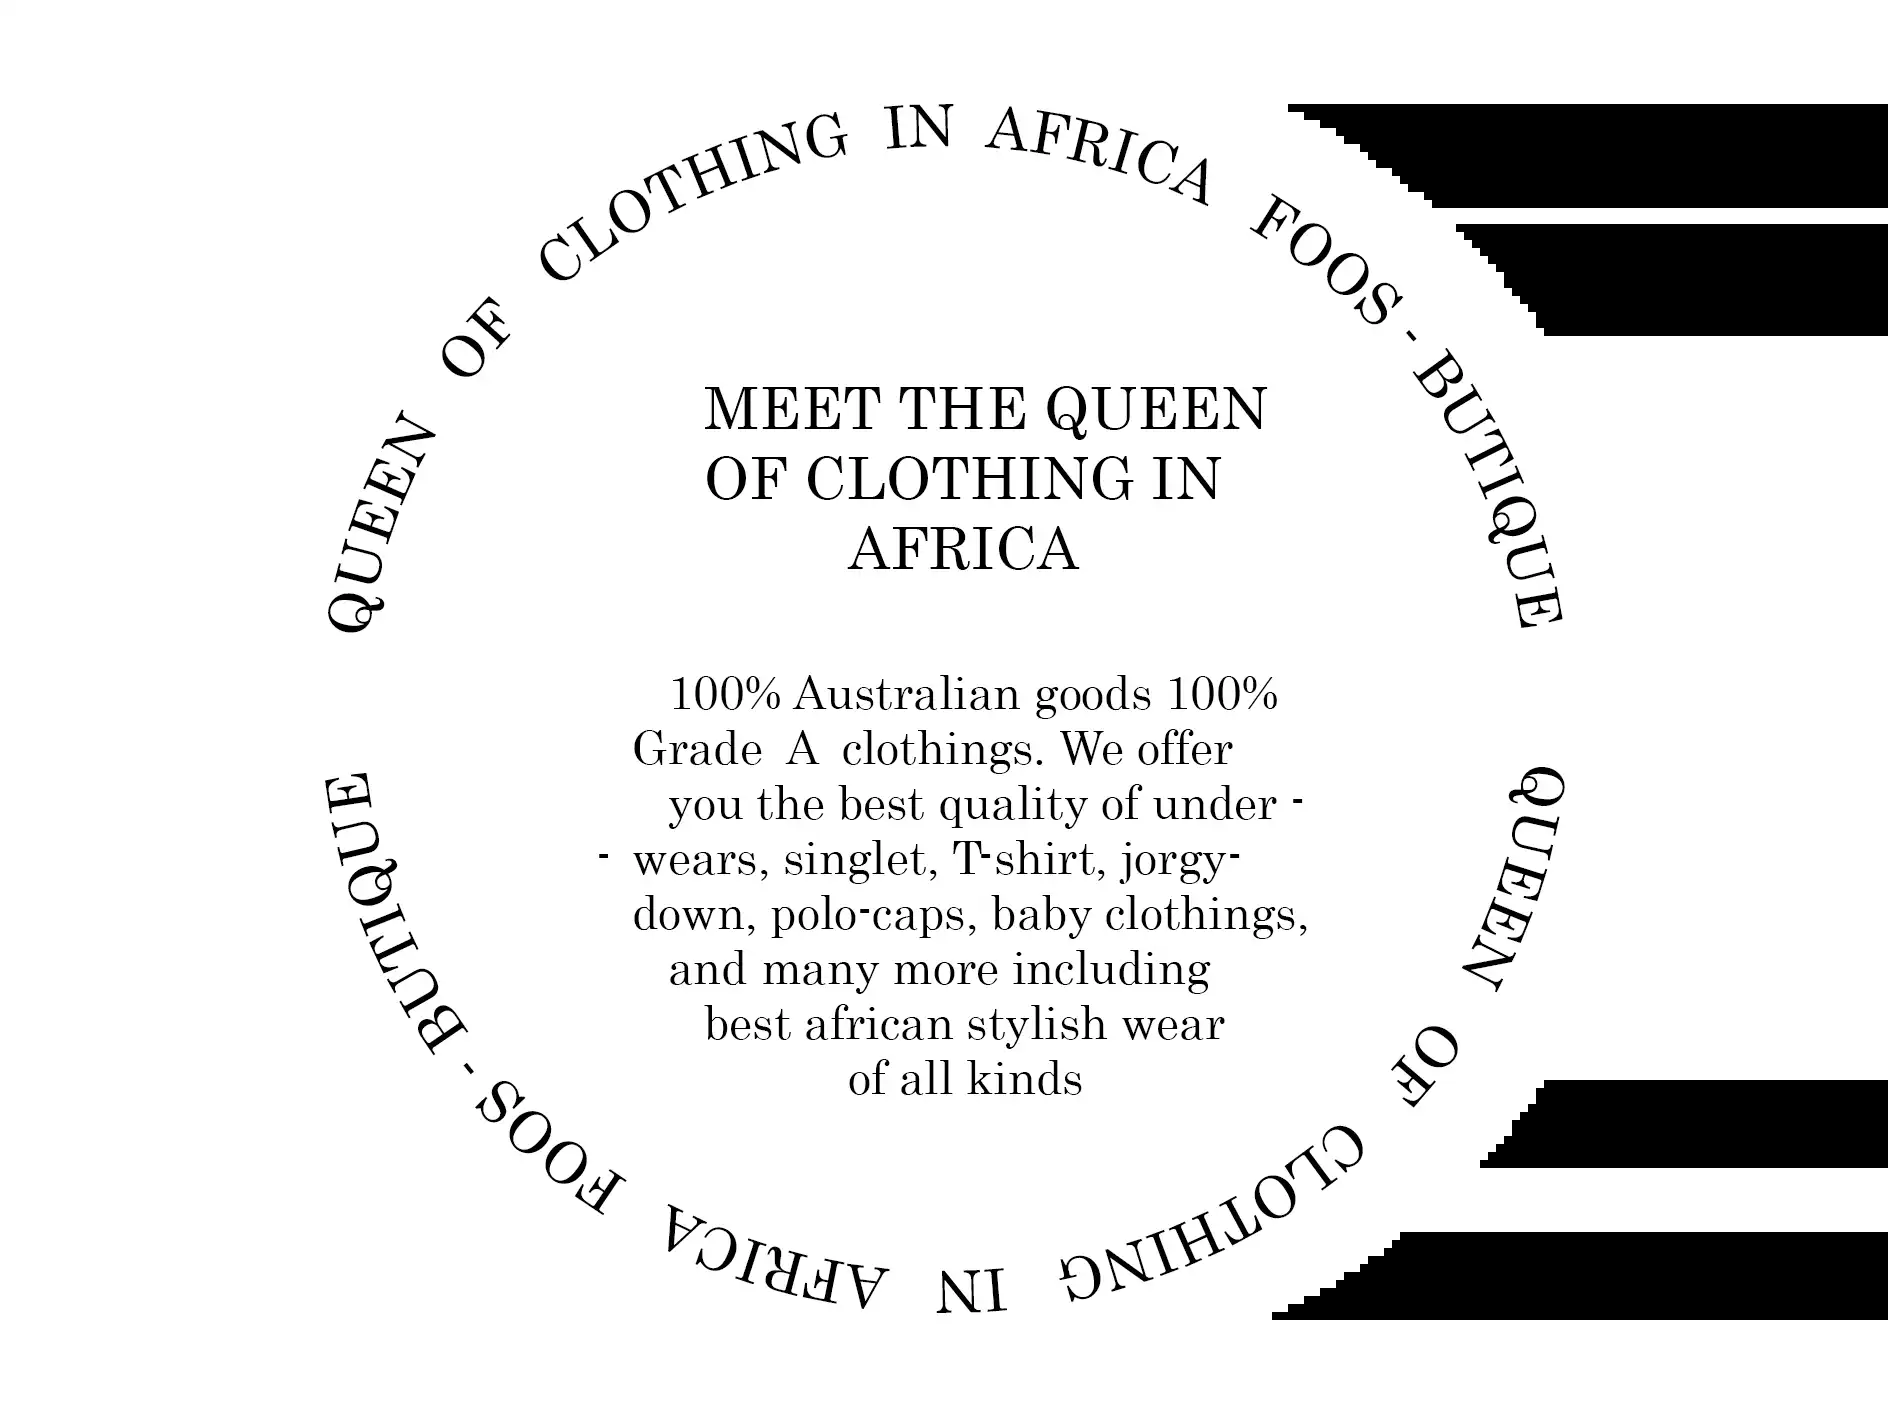 QUEEN OF CLOTHING IN AFRICA FOOS - BUTIQUE
MEET THE QUEEN
OF CLOTHING IN
AFRICA
100% Australian goods 100%
Grade A clothings. We offer
you the best quality of under -
- wears, singlet, T-shirt, jorgy-
down, polo-caps, baby clothings,
and many more including
best african stylish wear
of all kinds
QUEEN OF CLOTHING IN AFRICA FOOS - BUTIQUE